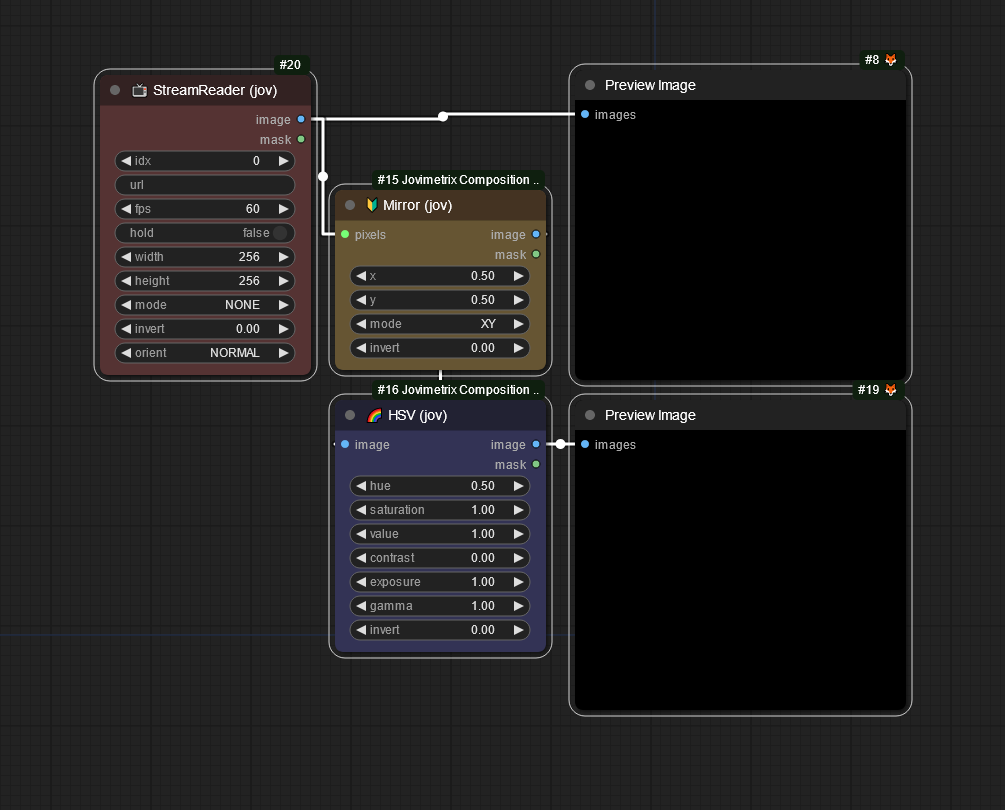 #20
StreamReader (jov)
image
mask
idx 0
url
fps 60
hold false
width 256
height 256
mode NONE
invert 0.00
orient NORMAL
#8
Preview Image
images
#15 Jovimetrix Composition ..
Mirror (jov)
pixels image
mask
x 0.50
y 0.50
mode XY
invert 0.00
#16 Jovimetrix Composition ..
HSV (jov)
image image
mask
hue 0.50
saturation 1.00
value 1.00
contrast 0.00
exposure 1.00
gamma 1.00
invert 0.00
#19
Preview Image
images